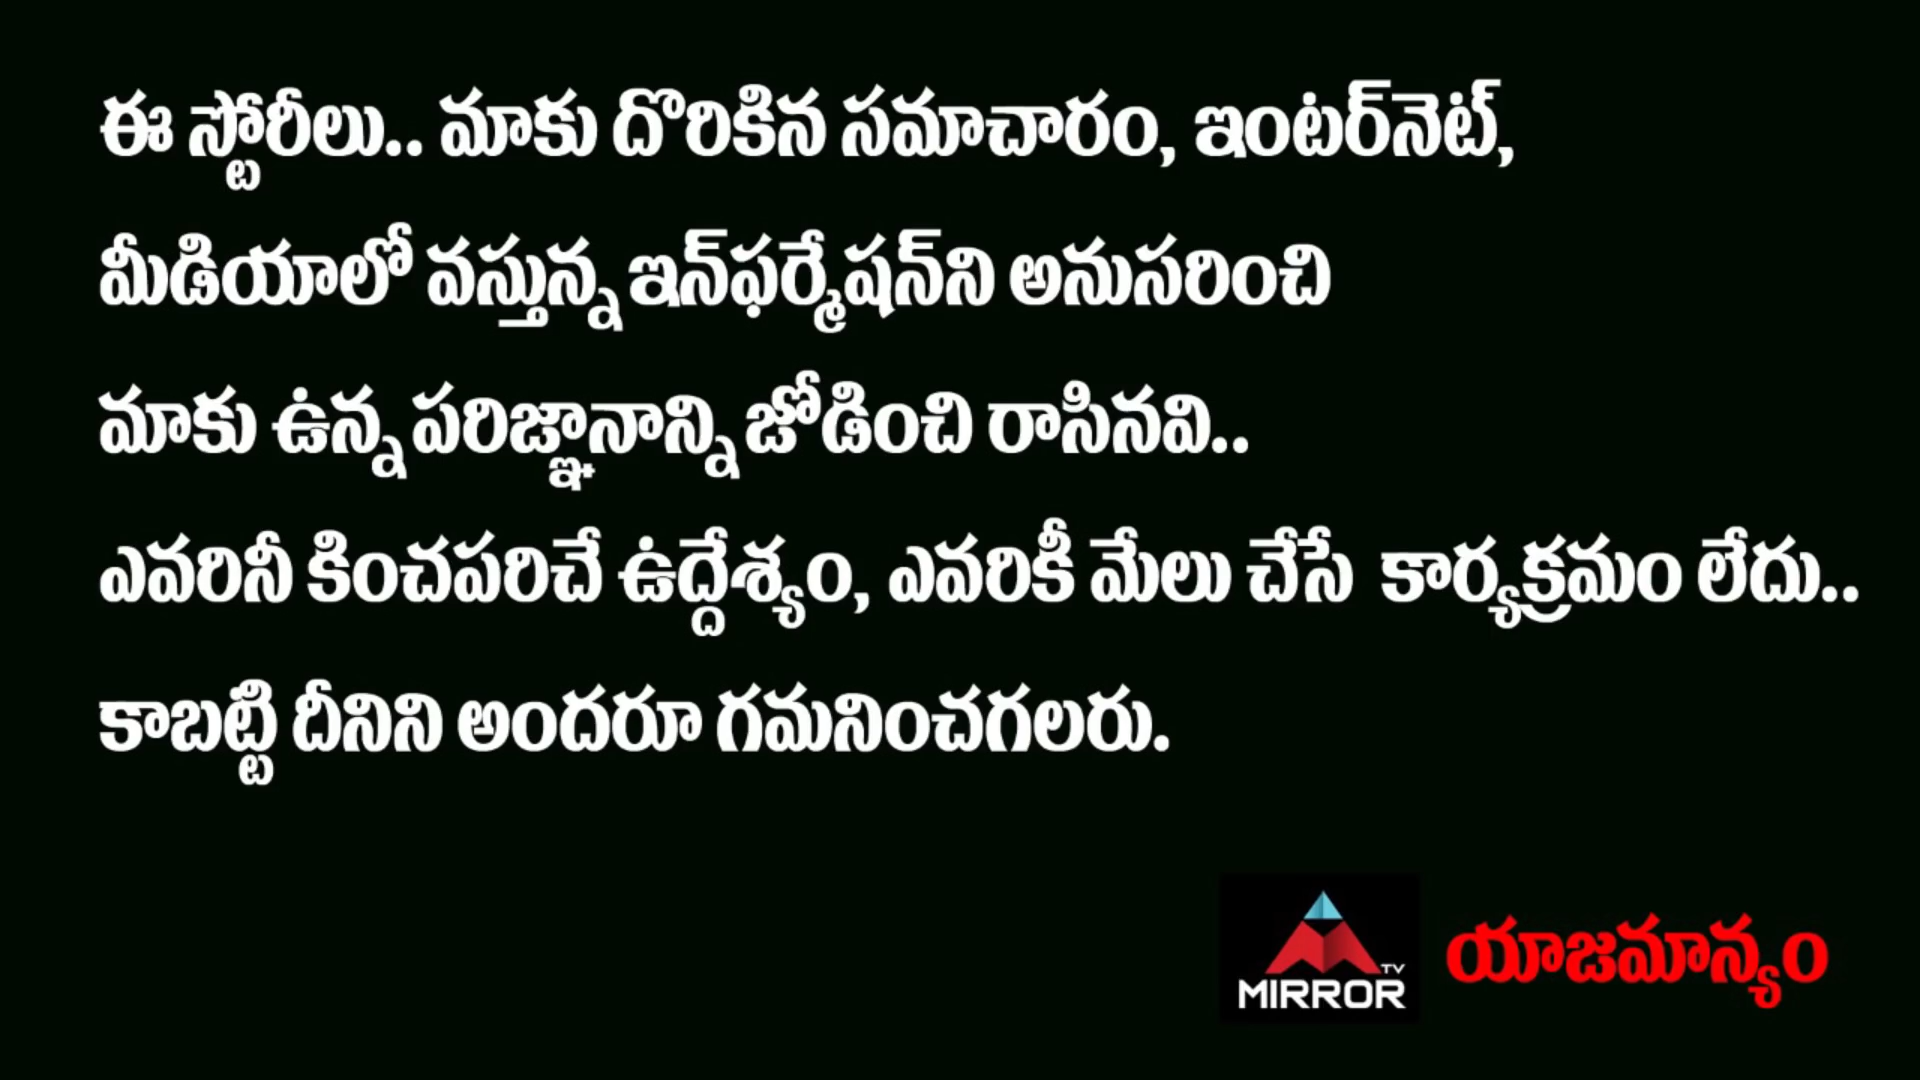 ఈ స్టోరీలు.. మాకు దొరికిన సమాచారం, ఇంటర్‌నెట్,
మీడియాలో వస్తున్న ఇన్‌ఫర్మేషన్‌ని అనుసరించి
మాకు ఉన్న పరిజ్ఞానాన్ని జోడించి రాసినవి..
ఎవరినీ కించపరిచే ఉద్దేశ్యం, ఎవరికీ మేలు చేసే కార్యక్రమం లేదు..
కాబట్టి దీనిని అందరూ గమనించగలరు.
TV
MIRROR
యాజమాన్యం